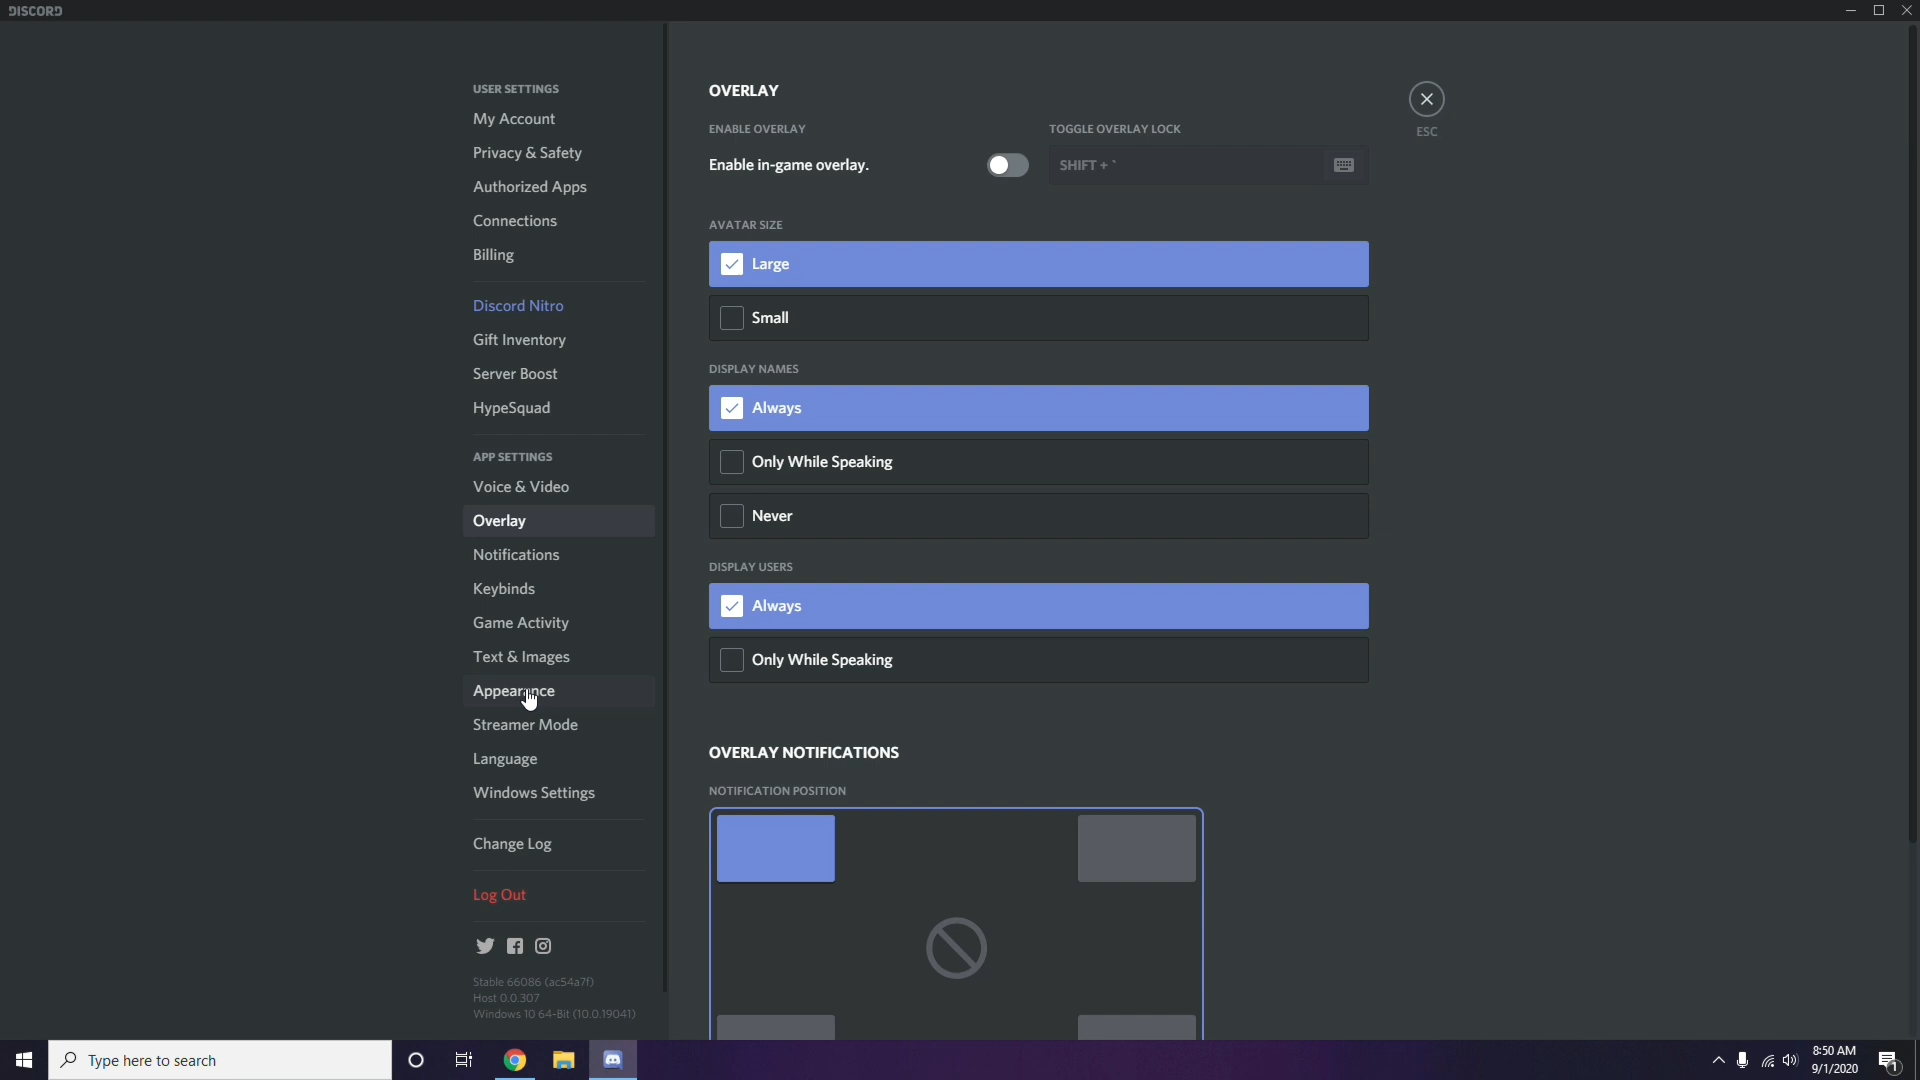 DISCORD
USER SETTINGS
My Account
Privacy & Safety
Authorized Apps
Connections
Billing
Discord Nitro
Gift Inventory
Server Boost
HypeSquad
APP SETTINGS
Voice & Video
Overlay
Notifications
Keybinds
Game Activity
Text & Images
Appearance
Streamer Mode
Language
Windows Settings
Change Log
Log Out
Stable 66086 (ac54a7f)
Host 0.0.307
Windows 10 64-Bit (10.0.19041)
OVERLAY
ENABLE OVERLAY
Enable in-game overlay.
TOGGLE OVERLAY LOCK
SHIFT + `
ESC
AVATAR SIZE
Large
Small
DISPLAY NAMES
Always
Only While Speaking
Never
DISPLAY USERS
Always
Only While Speaking
OVERLAY NOTIFICATIONS
NOTIFICATION POSITION
Type here to search
8:50 AM
9/1/2020
1